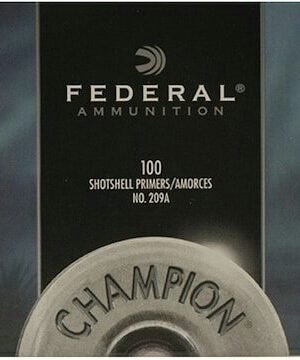 FEDERAL®
AMMUNITION
100
SHOTSHELL PRIMERS/AMORCES
NO. 209A
CHAMPION